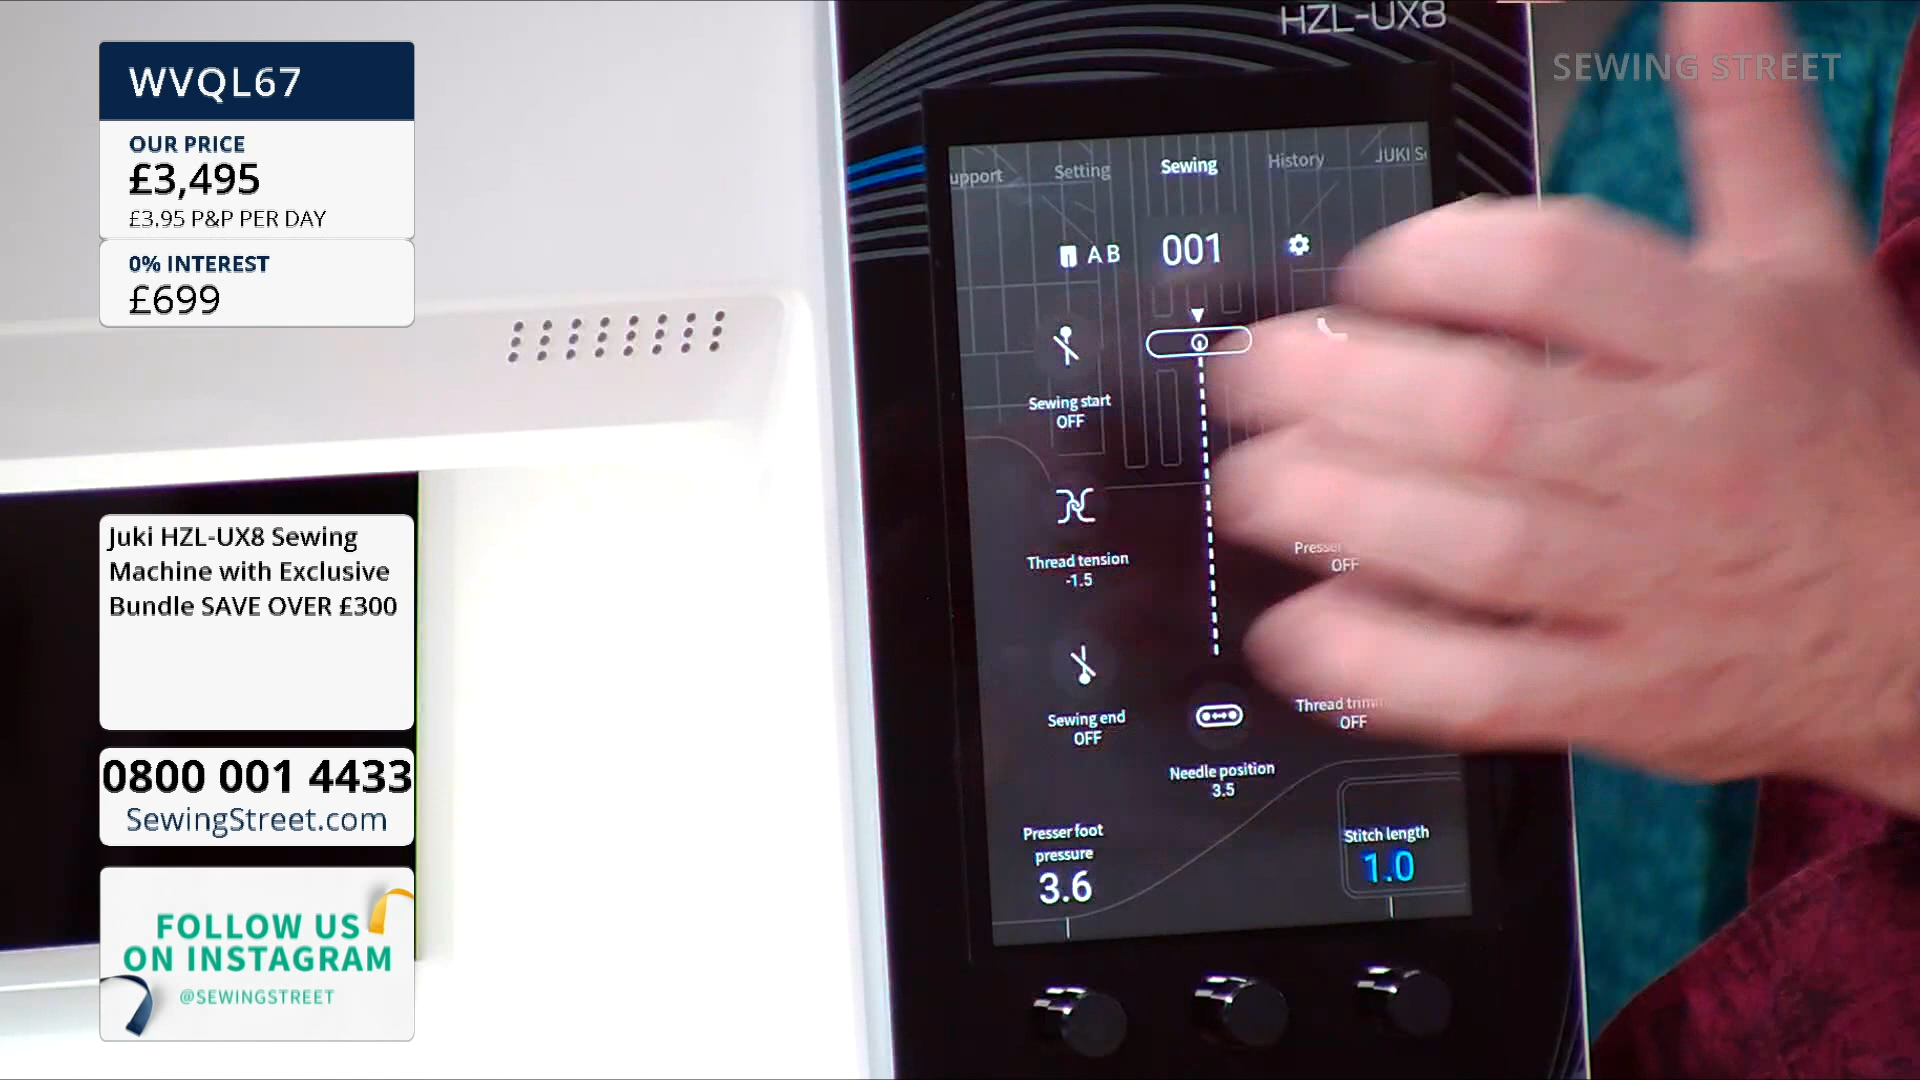 WVQL67
OUR PRICE
£3,495
£3.95 P&P PER DAY
0% INTEREST
£699
Juki HZL-UX8 Sewing
Machine with Exclusive
Bundle SAVE OVER £300
0800 001 4433
SewingStreet.com
FOLLOW US
ON INSTAGRAM
@SEWINGSTREET
SEWING STREET
HZL-UX8
Setting Sewing History JUKI
AB 001
Sewing start
OFF
Thread tension
-1.5
OFF
Sewing end
OFF
Thread
OFF
Needle position
3.5
Presser foot
pressure
3.6
Stitch length
1.0